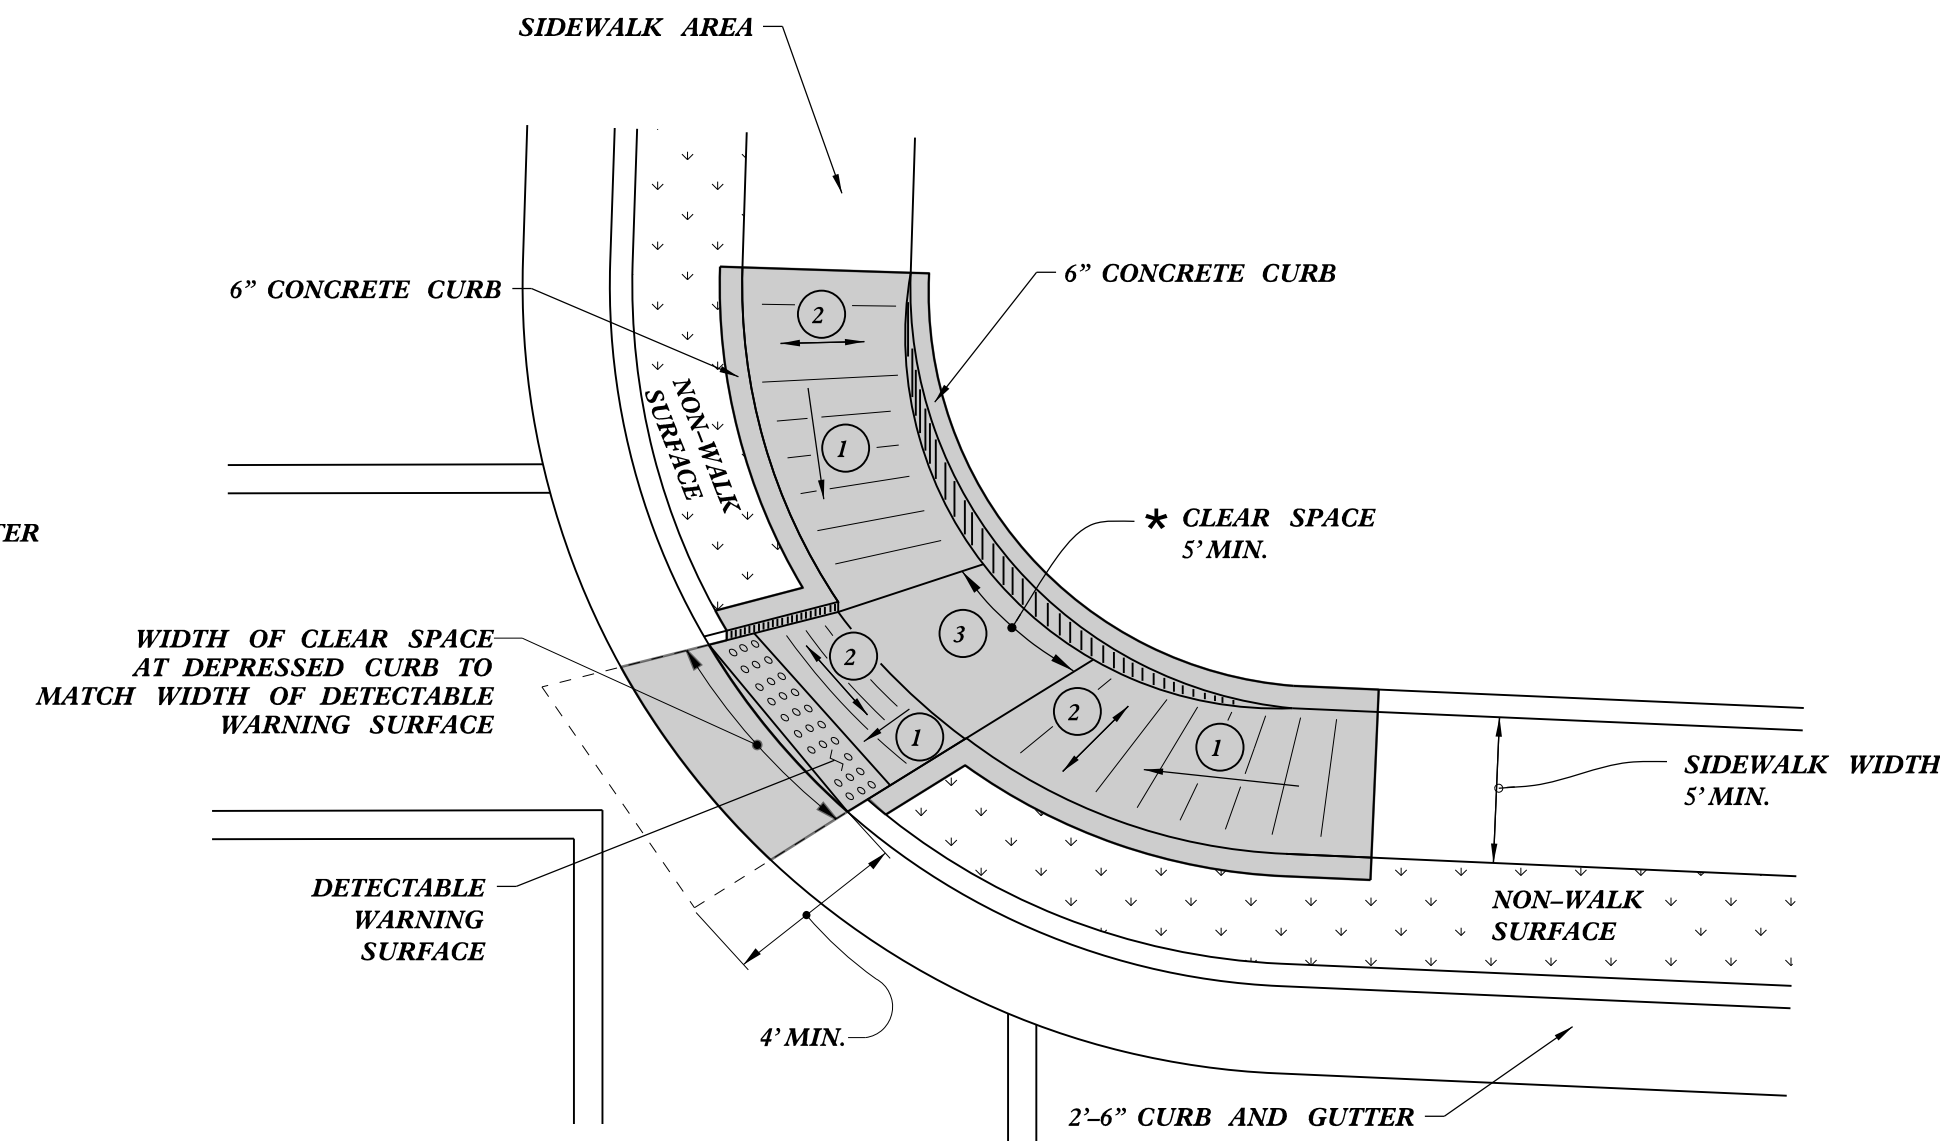 SIDEWALK AREA
6” CONCRETE CURB
6” CONCRETE CURB
2
NON–WALK
SURFACE
1
✱ CLEAR SPACE
5’ MIN.
TER
WIDTH OF CLEAR SPACE
AT DEPRESSED CURB TO
MATCH WIDTH OF DETECTABLE
WARNING SURFACE
3
2
2
1
1
SIDEWALK WIDTH
5’ MIN.
DETECTABLE
WARNING
SURFACE
NON–WALK
SURFACE
4’ MIN.
2’–6” CURB AND GUTTER